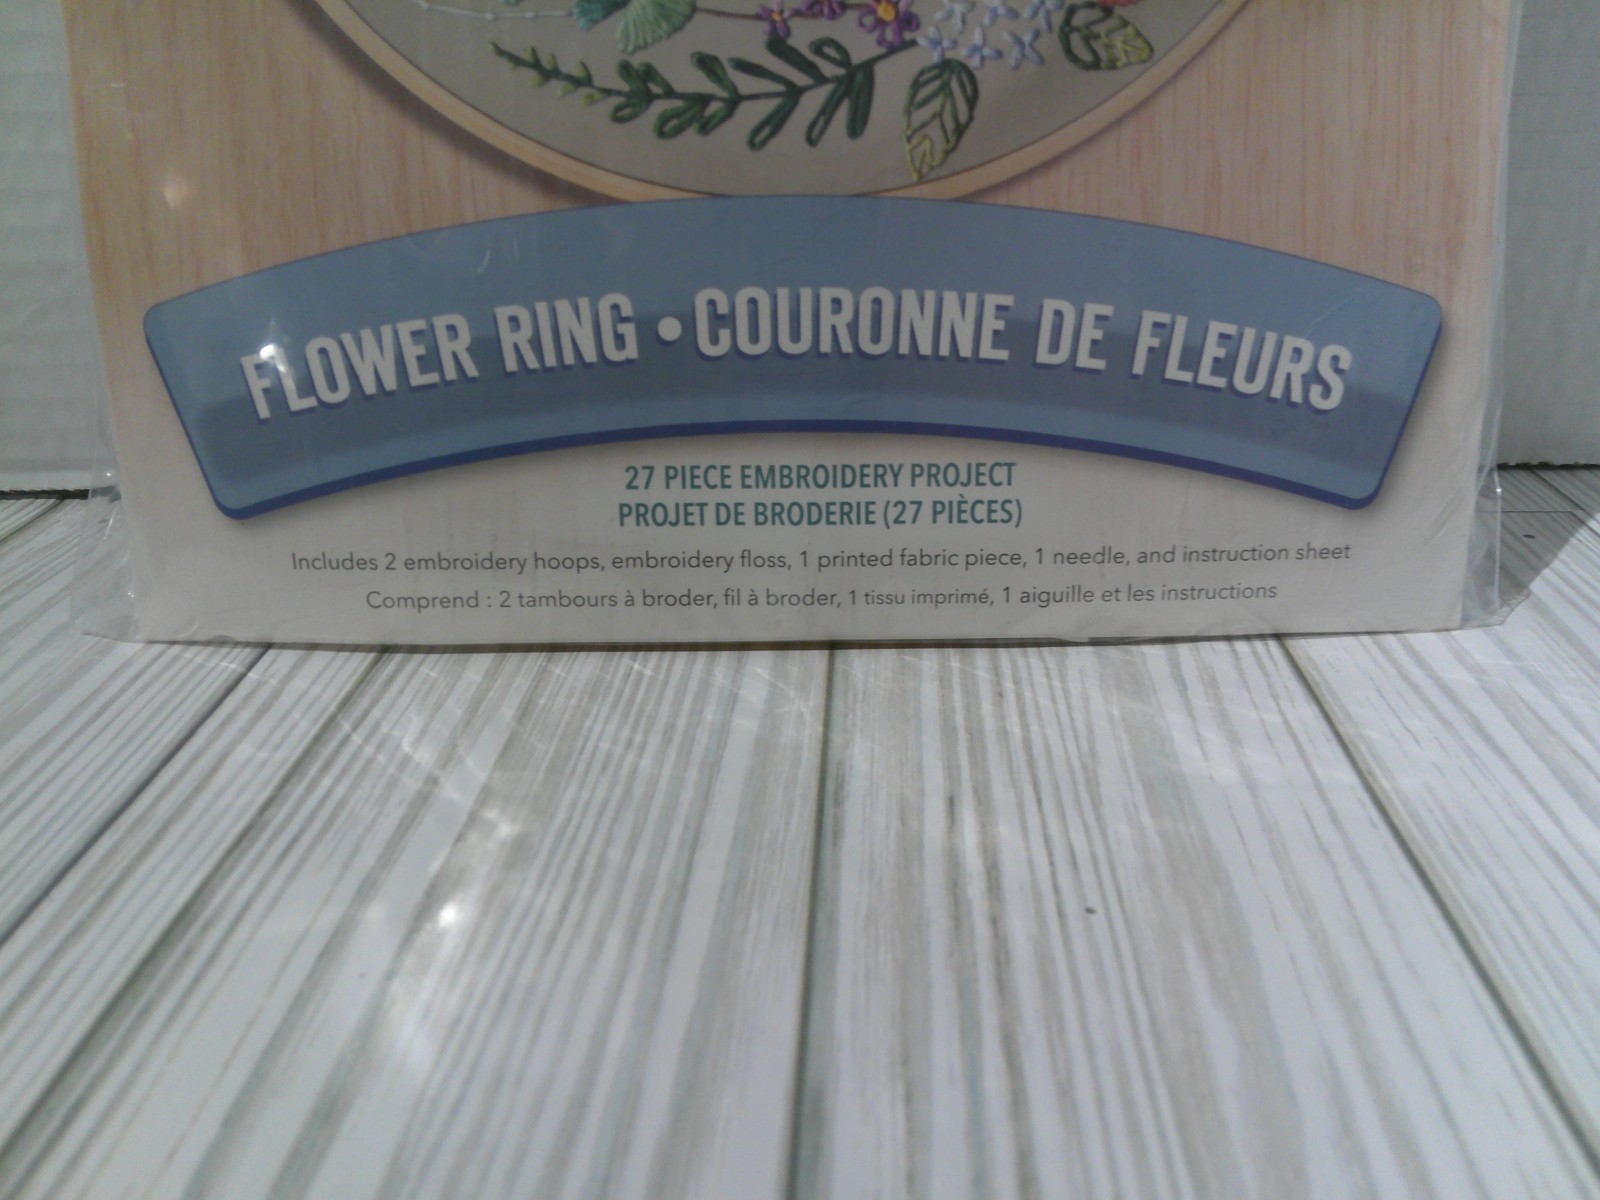 FLOWER RING • COURONNE DE FLEURS
27 PIECE EMBROIDERY PROJECT
PROJET DE BRODERIE (27 PIÈCES)
Includes 2 embroidery hoops, embroidery floss, 1 printed fabric piece, 1 needle, and instruction sheet
Comprend : 2 tambours à broder, fil à broder, 1 tissu imprimé, 1 aiguille et les instructions